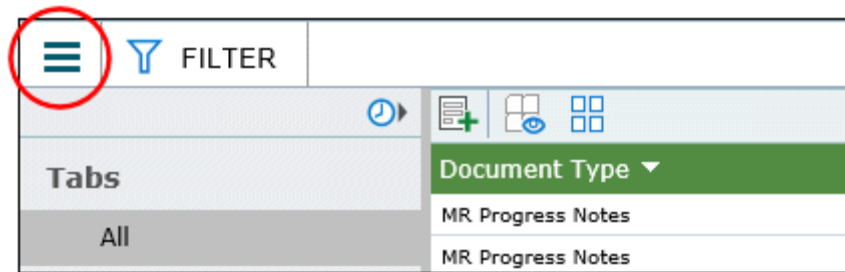 FILTER
Tabs
All
Document Type
MR Progress Notes
MR Progress Notes